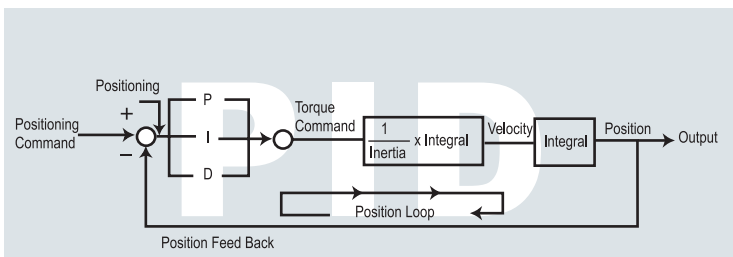 PID
Positioning
+
Positioning
Command
−
P
I
D
Torque
Command
1
Inertia
x Integral
Velocity
Integral
Position
Output
Position Loop
Position Feed Back